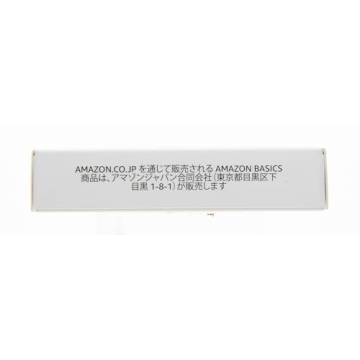 AMAZON.CO.JP を通じて販売される AMAZON BASICS
商品は、アマゾンジャパン合同会社（東京都目黒区下
目黒 1-8-1）が販売します